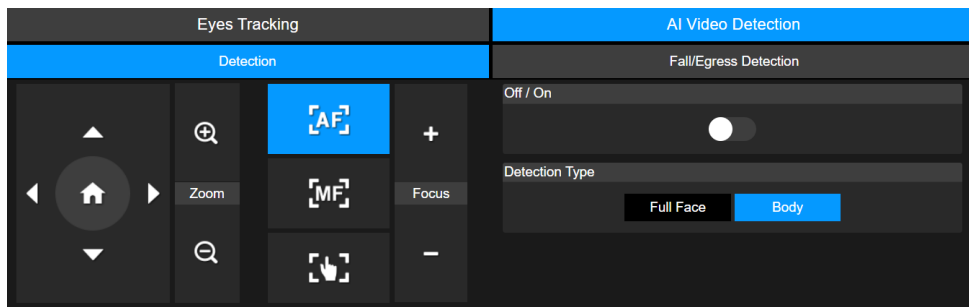 Eyes Tracking
AI Video Detection
Detection
Fall/Egress Detection
Zoom
AF
MF
+
Focus
−
Off / On
Detection Type
Full Face
Body